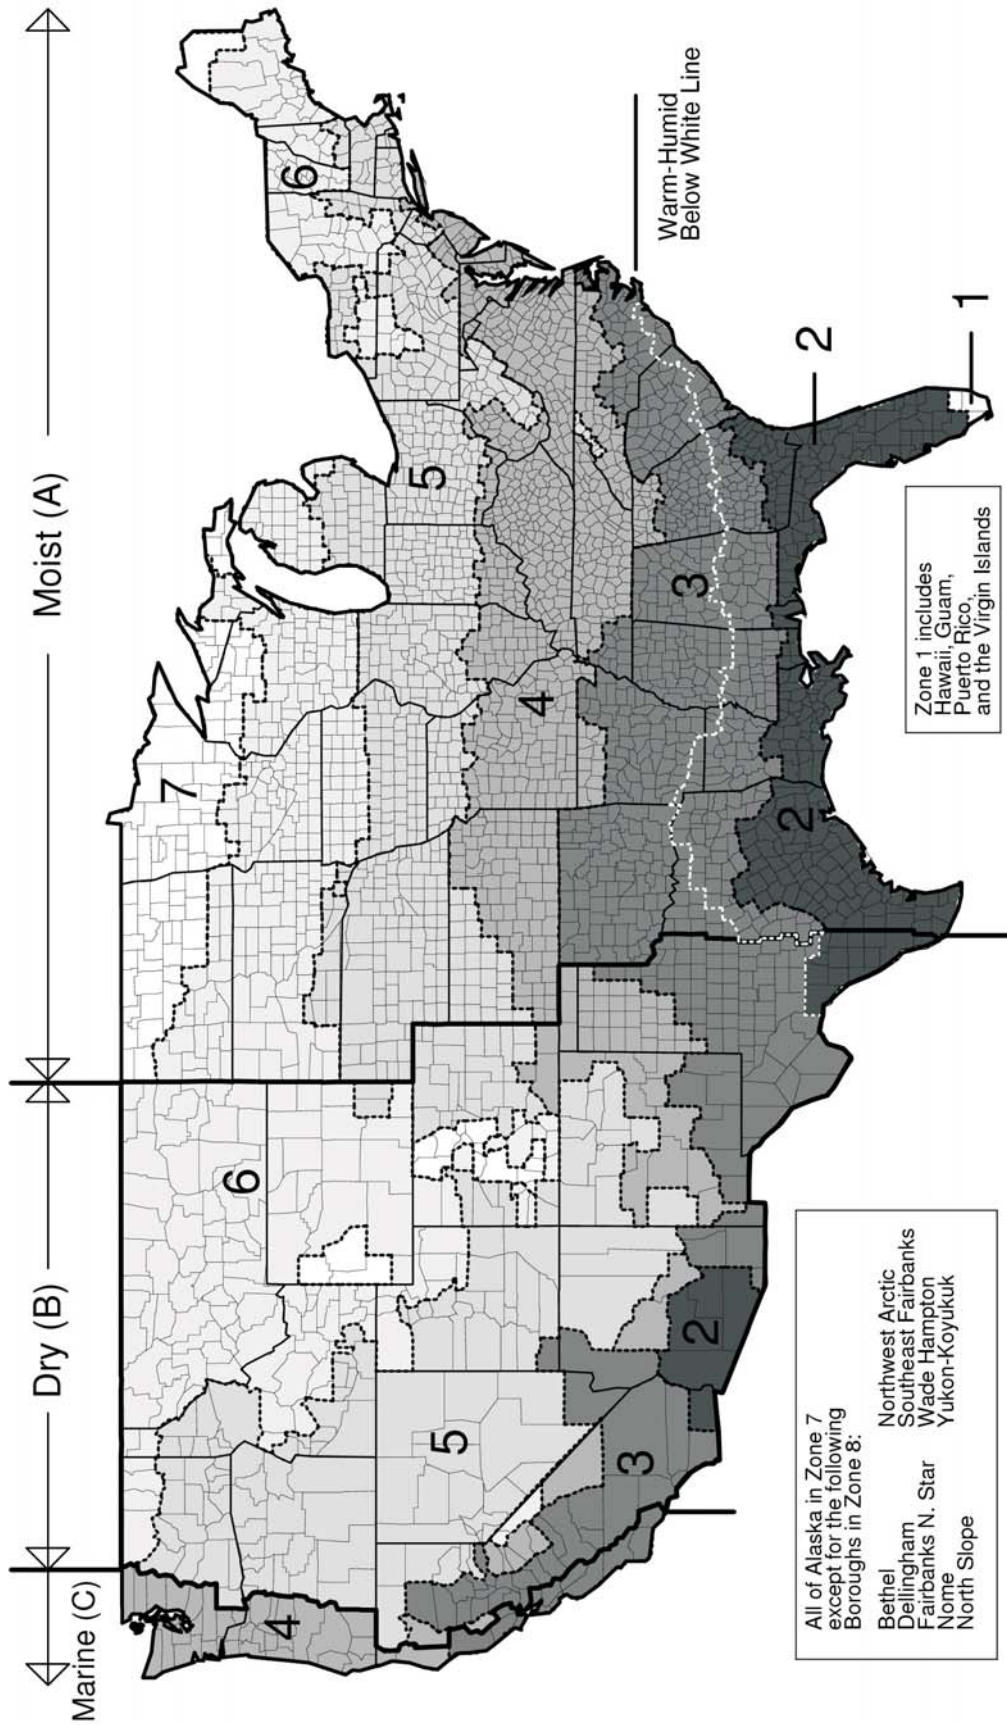 Marine (C)
Dry (B)
Moist (A)
7
6
6
5
5
4
4
3
3
2
2
2
1
Warm-Humid
Below White Line
All of Alaska in Zone 7
except for the following
Boroughs in Zone 8:
Bethel
Dellingham
Fairbanks N. Star
Nome
North Slope
Northwest Arctic
Southeast Fairbanks
Wade Hampton
Yukon-Koyukuk
Zone 1 includes
Hawaii, Guam,
Puerto Rico,
and the Virgin Islands